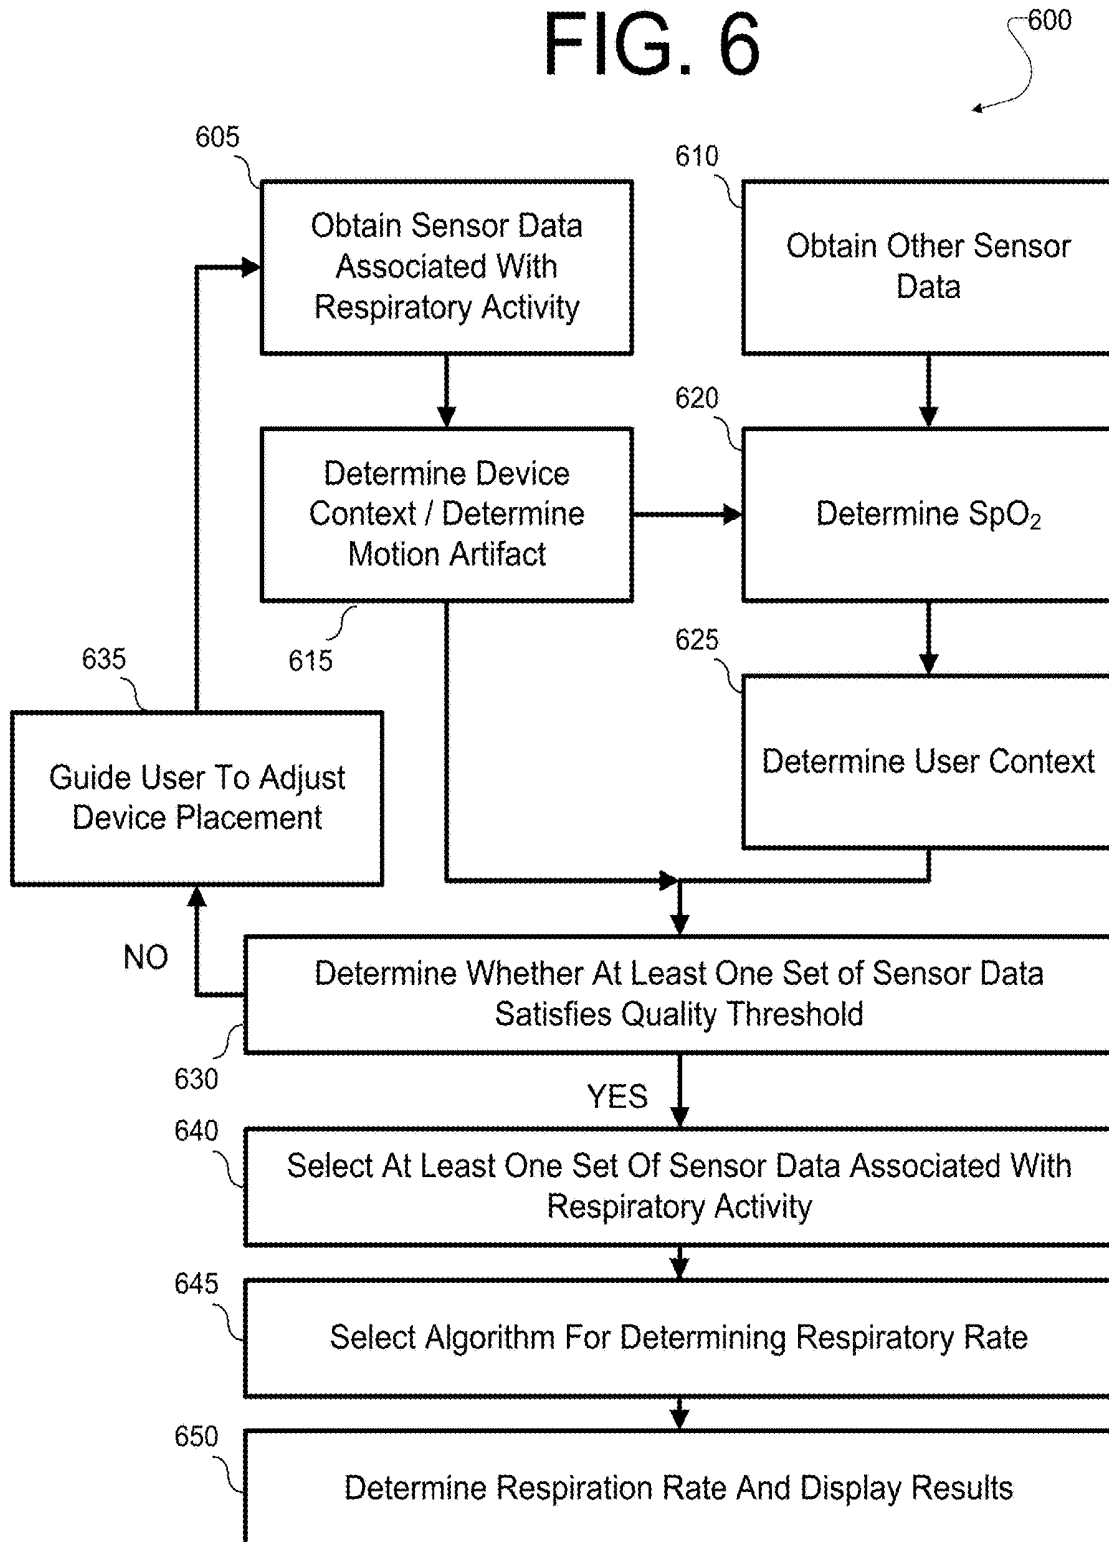 FIG. 6
600
605
Obtain Sensor Data
Associated With
Respiratory Activity
610
Obtain Other Sensor
Data
615
Determine Device
Context / Determine
Motion Artifact
620
Determine SpO₂
625
Determine User Context
635
Guide User To Adjust
Device Placement
NO
630
Determine Whether At Least One Set of Sensor Data
Satisfies Quality Threshold
YES
640
Select At Least One Set Of Sensor Data Associated With
Respiratory Activity
645
Select Algorithm For Determining Respiratory Rate
650
Determine Respiration Rate And Display Results